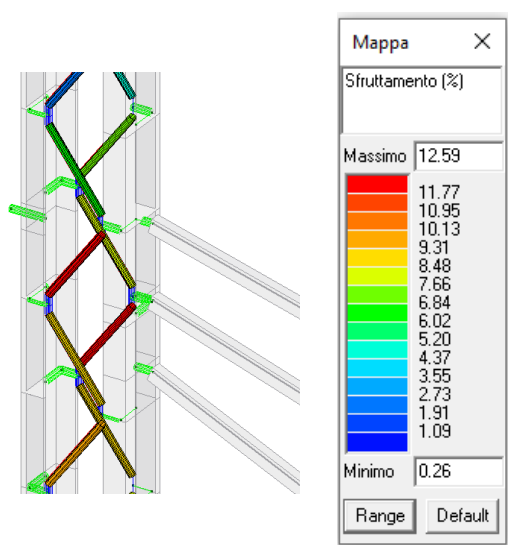 Mappa
Sfruttamento (%)
Massimo 12.59
11.77
10.95
10.13
9.31
8.48
7.66
6.84
6.02
5.20
4.37
3.55
2.73
1.91
1.09
Minimo 0.26
Range Default